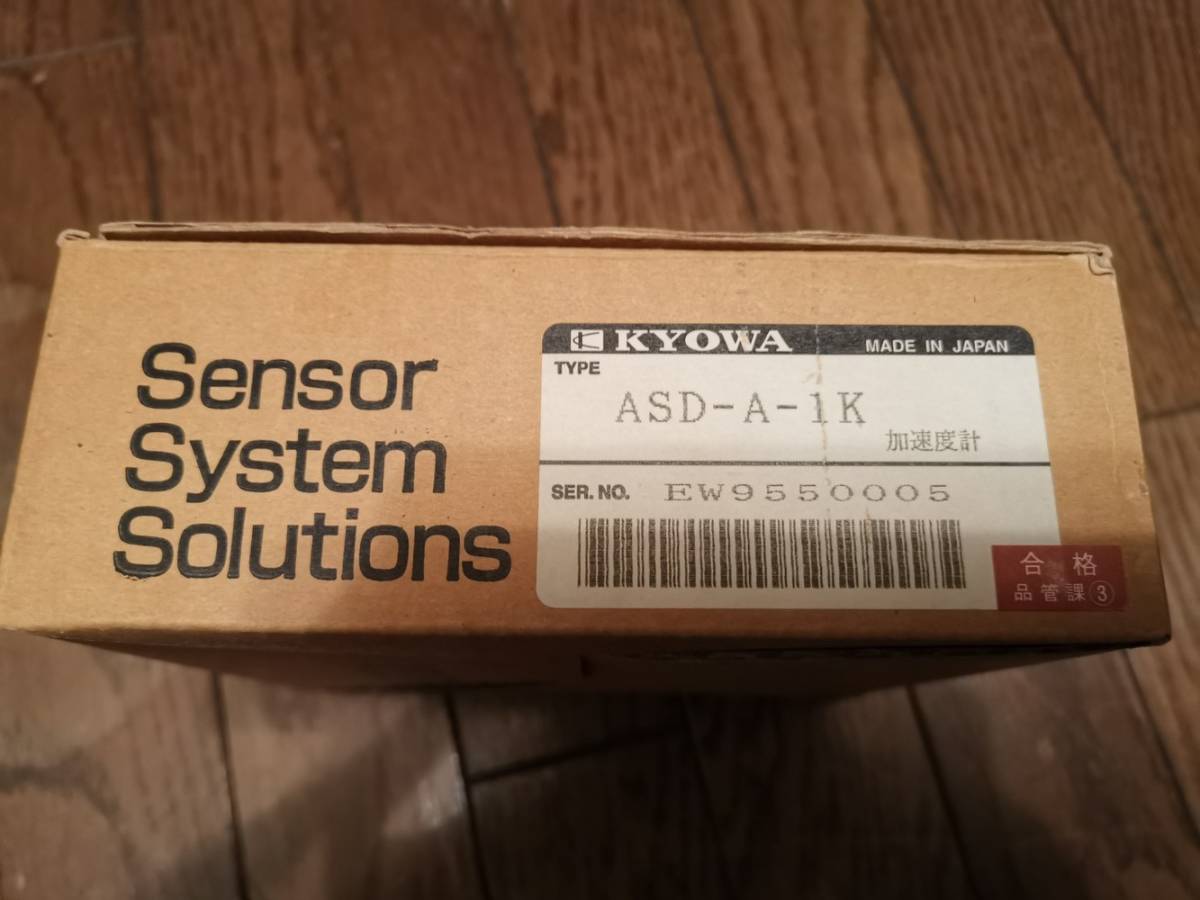 Sensor
System
Solutions
KYOWA MADE IN JAPAN
TYPE
ASD-A-1K
加速度計
SER. NO. EW9550005
合格
品管課③